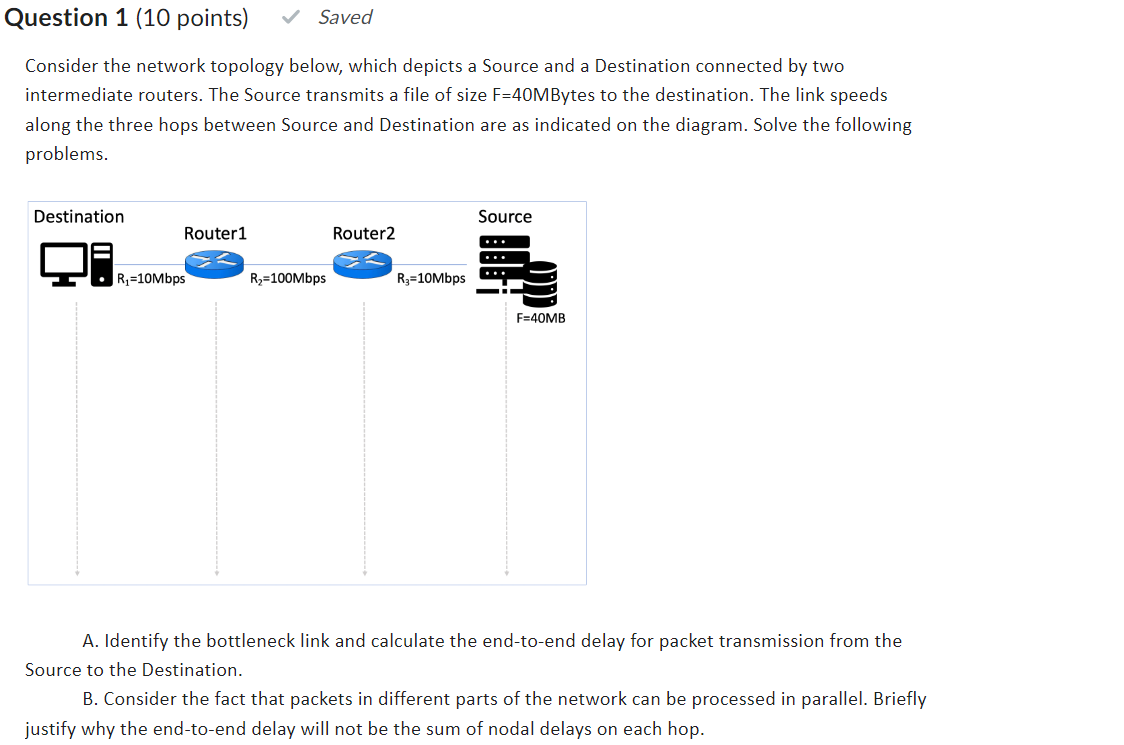 Question 1 (10 points) ✓ Saved
Consider the network topology below, which depicts a Source and a Destination connected by two
intermediate routers. The Source transmits a file of size F=40MBytes to the destination. The link speeds
along the three hops between Source and Destination are as indicated on the diagram. Solve the following
problems.
Destination
Source
Router1
Router2
R₁=10Mbps
R₂=100Mbps
R₃=10Mbps
F=40MB
A. Identify the bottleneck link and calculate the end-to-end delay for packet transmission from the
Source to the Destination.
B. Consider the fact that packets in different parts of the network can be processed in parallel. Briefly
justify why the end-to-end delay will not be the sum of nodal delays on each hop.